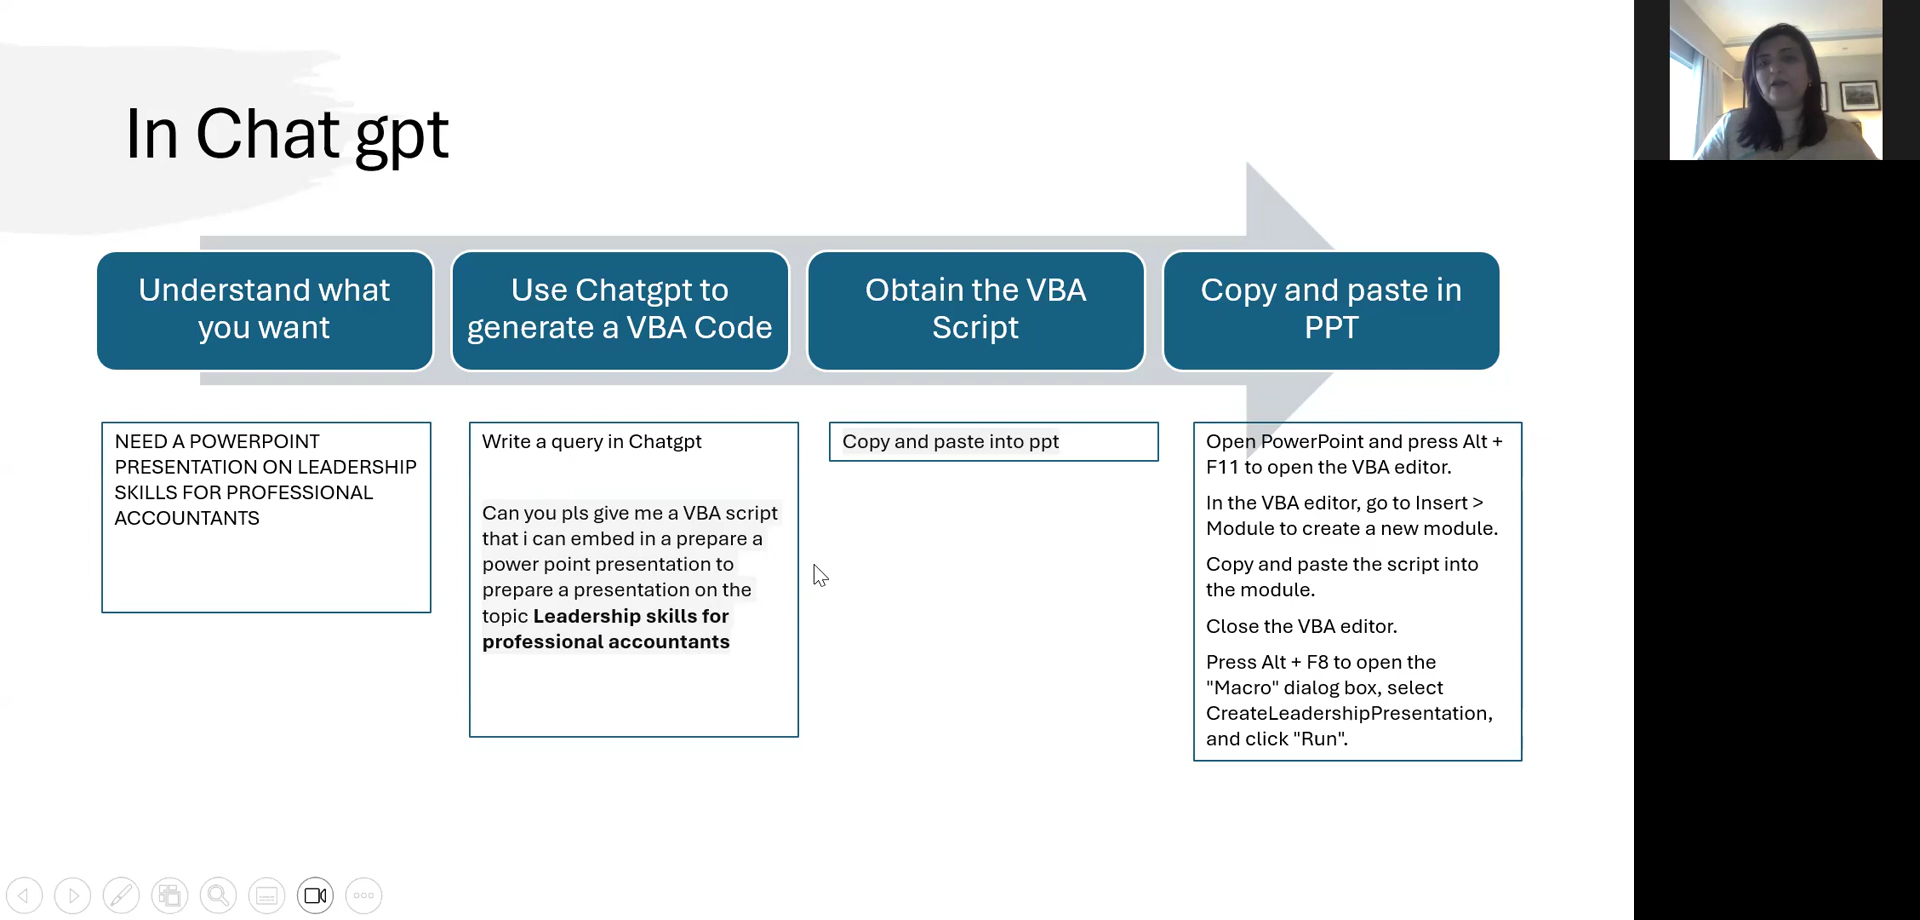 In Chat gpt
Understand what
you want
Use Chatgpt to
generate a VBA Code
Obtain the VBA
Script
Copy and paste in
PPT
NEED A POWERPOINT
PRESENTATION ON LEADERSHIP
SKILLS FOR PROFESSIONAL
ACCOUNTANTS
Write a query in Chatgpt
Can you pls give me a VBA script
that i can embed in a prepare a
power point presentation to
prepare a presentation on the
topic Leadership skills for
professional accountants
Copy and paste into ppt
Open PowerPoint and press Alt +
F11 to open the VBA editor.
In the VBA editor, go to Insert >
Module to create a new module.
Copy and paste the script into
the module.
Close the VBA editor.
Press Alt + F8 to open the
"Macro" dialog box, select
CreateLeadershipPresentation,
and click "Run".